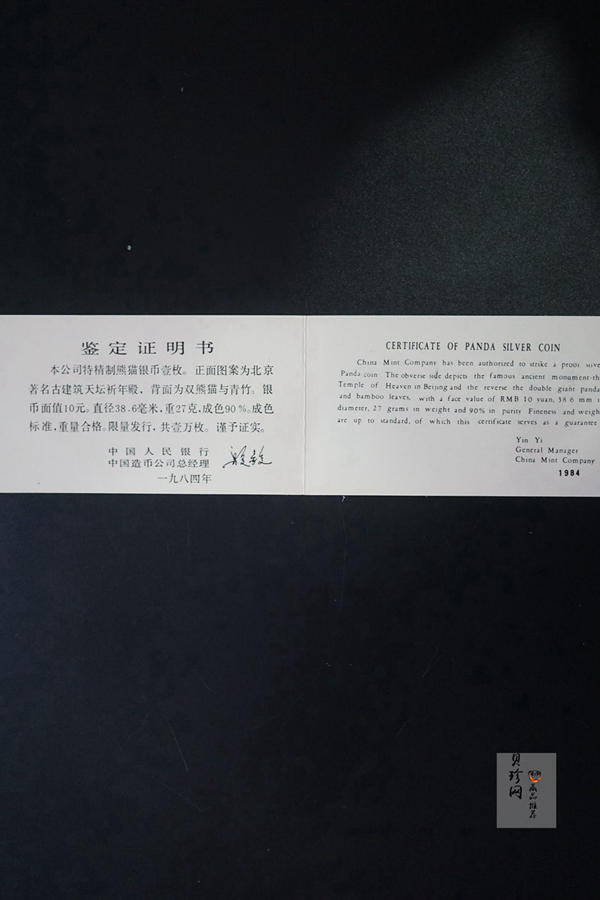 鉴定证明书
本公司特精制熊猫银币壹枚。正面图案为北京
著名古建筑天坛祈年殿，背面为双熊猫与青竹。银
币面值10元。直径38.6毫米，重27克，成色90%。成色
标准，重量合格。限量发行，共壹万枚。谨予证实。
中国人民银行
中国造币公司总经理
一九八四年
CERTIFICATE OF PANDA SILVER COIN
China Mint Company has been authorized to strike a proof silve
Panda coin The obverse side depicts the famous ancient monument-th
Temple of Heaven in Beijing and the reverse the double giant panda
and bamboo leaves, with a face value of RMB 10 yuan, 38.6 mm i
diameter, 27 grams in weight and 90% in purity Fineness and weigh
are up to standard, of which this certificate serves as a guarantee
Yin Yi
General Manager
China Mint Company
1984
贝珍网
藏品推荐